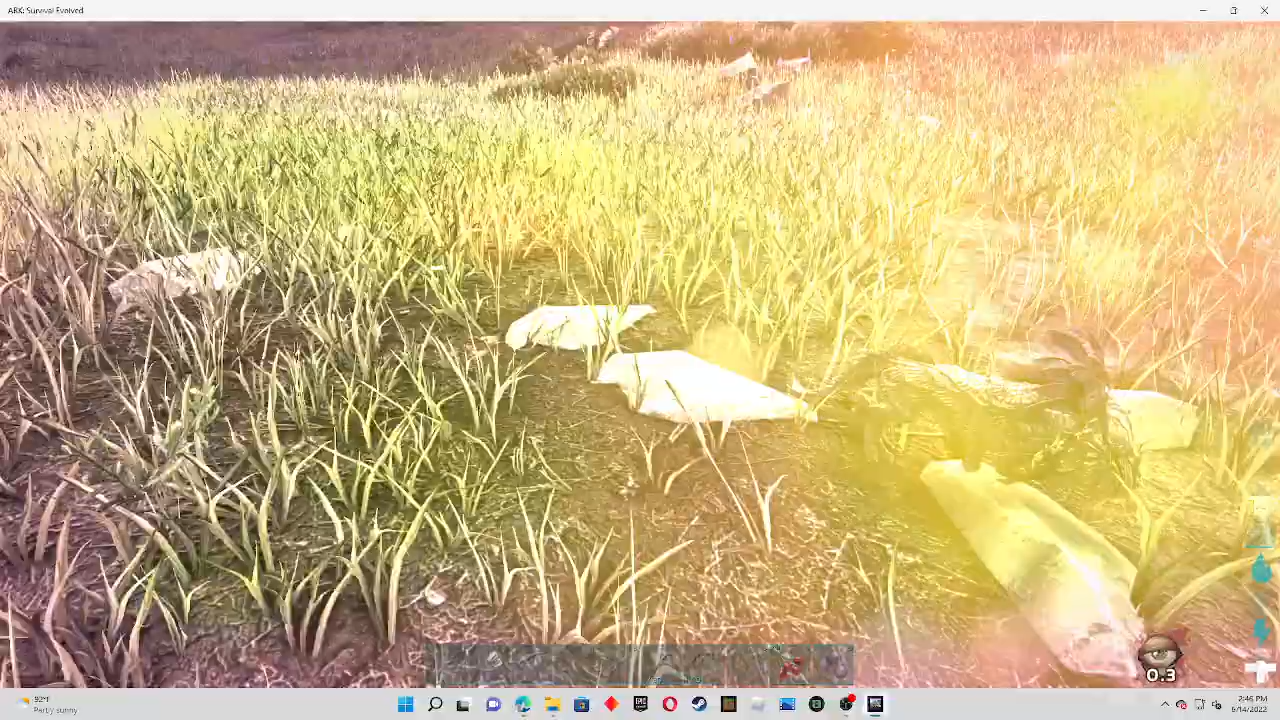 ARK: Survival Evolved
0.3
92°F
Partly sunny
2:46 PM
6/14/2022